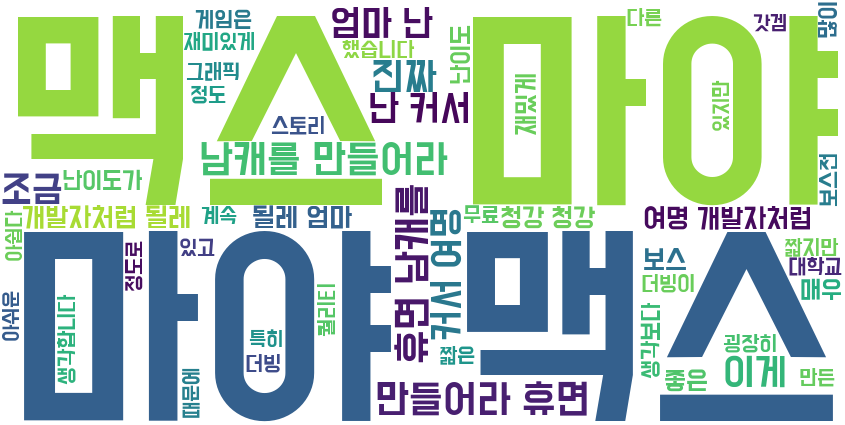 맥스 마야
게임은
재미있게
엄마 난
했습니다
진짜
난이도
다른
갓겜
많이
그래픽
정도
난 커서
스토리
재밌게
있지만
남캐를 만들어라
조금
난이도가
보스전
개발자처럼 될레
계속
될레 엄마
휴면 남캐를
커서 여명
무료
청강 청강
여명 개발자처럼
아쉽다
마야 맥스
있고
정도로
보스
짧지만
대학교
더빙이
매우
아쉬운
생각합니다
퀄리티
특히
더빙
때문에
짧은
생각보다
굉장히
이게
좋은
만든
만들어라 휴면